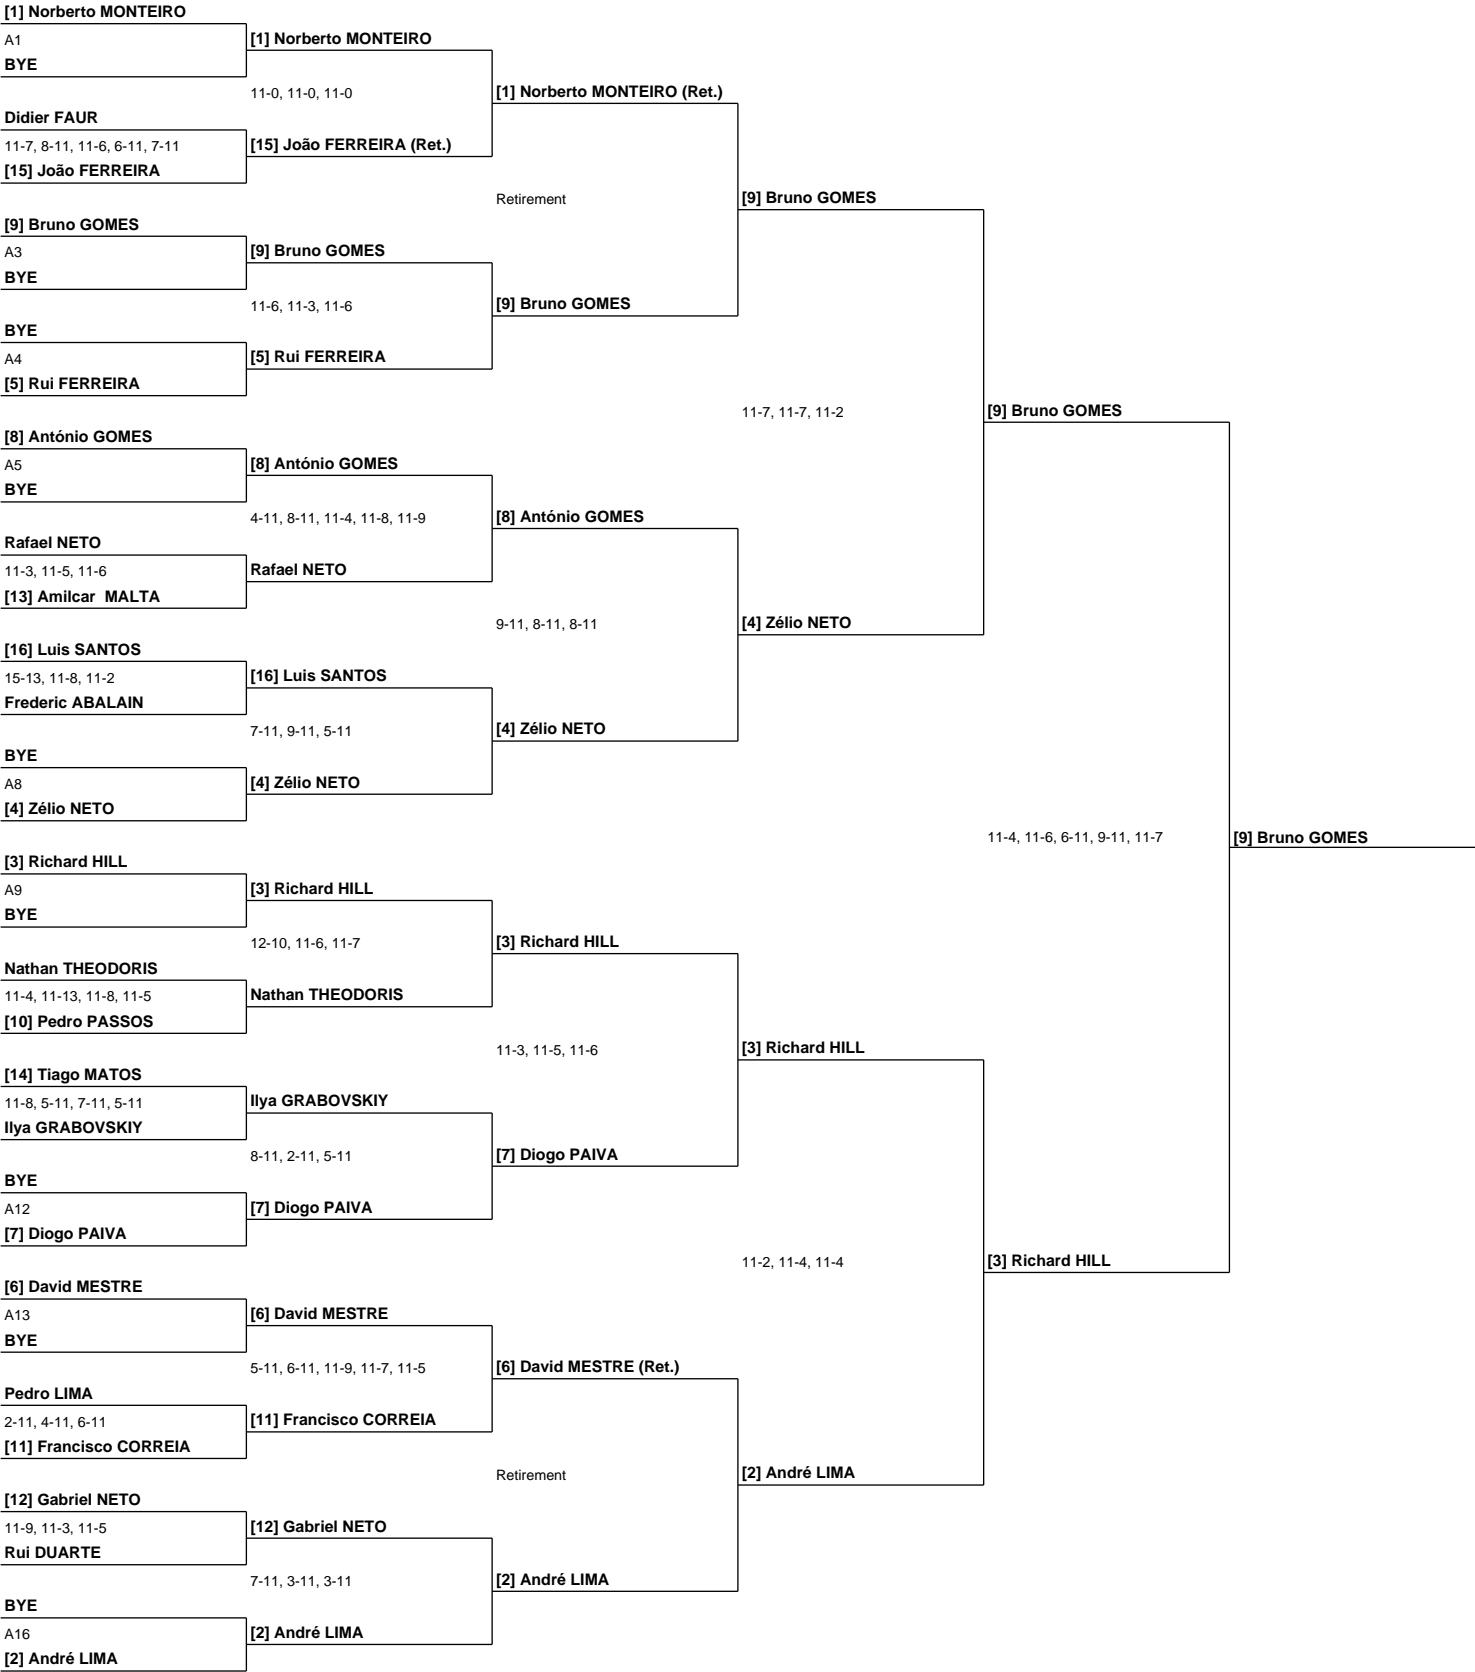 [1] Norberto MONTEIRO
A1
BYE
Didier FAUR
11-7, 8-11, 11-6, 6-11, 7-11
[15] João FERREIRA
[9] Bruno GOMES
A3
BYE
BYE
A4
[5] Rui FERREIRA
[8] António GOMES
A5
BYE
Rafael NETO
11-3, 11-5, 11-6
[13] Amilcar  MALTA
[16] Luis SANTOS
15-13, 11-8, 11-2
Frederic ABALAIN
BYE
A8
[4] Zélio NETO
[3] Richard HILL
A9
BYE
Nathan THEODORIS
11-4, 11-13, 11-8, 11-5
[10] Pedro PASSOS
[14] Tiago MATOS
11-8, 5-11, 7-11, 5-11
Ilya GRABOVSKIY
BYE
A12
[7] Diogo PAIVA
[6] David MESTRE
A13
BYE
Pedro LIMA
2-11, 4-11, 6-11
[11] Francisco CORREIA
[12] Gabriel NETO
11-9, 11-3, 11-5
Rui DUARTE
BYE
A16
[2] André LIMA
[1] Norberto MONTEIRO
11-0, 11-0, 11-0
[15] João FERREIRA (Ret.)
[9] Bruno GOMES
11-6, 11-3, 11-6
[5] Rui FERREIRA
[8] António GOMES
4-11, 8-11, 11-4, 11-8, 11-9
Rafael NETO
[16] Luis SANTOS
7-11, 9-11, 5-11
[4] Zélio NETO
[3] Richard HILL
12-10, 11-6, 11-7
Nathan THEODORIS
Ilya GRABOVSKIY
8-11, 2-11, 5-11
[7] Diogo PAIVA
[6] David MESTRE
5-11, 6-11, 11-9, 11-7, 11-5
[11] Francisco CORREIA
[12] Gabriel NETO
7-11, 3-11, 3-11
[2] André LIMA
[1] Norberto MONTEIRO (Ret.)
Retirement
[9] Bruno GOMES
[8] António GOMES
9-11, 8-11, 8-11
[4] Zélio NETO
[3] Richard HILL
11-3, 11-5, 11-6
[7] Diogo PAIVA
[6] David MESTRE (Ret.)
Retirement
[2] André LIMA
[9] Bruno GOMES
11-7, 11-7, 11-2
[4] Zélio NETO
[3] Richard HILL
11-2, 11-4, 11-4
[2] André LIMA
[9] Bruno GOMES
11-4, 11-6, 6-11, 9-11, 11-7
[3] Richard HILL
[9] Bruno GOMES